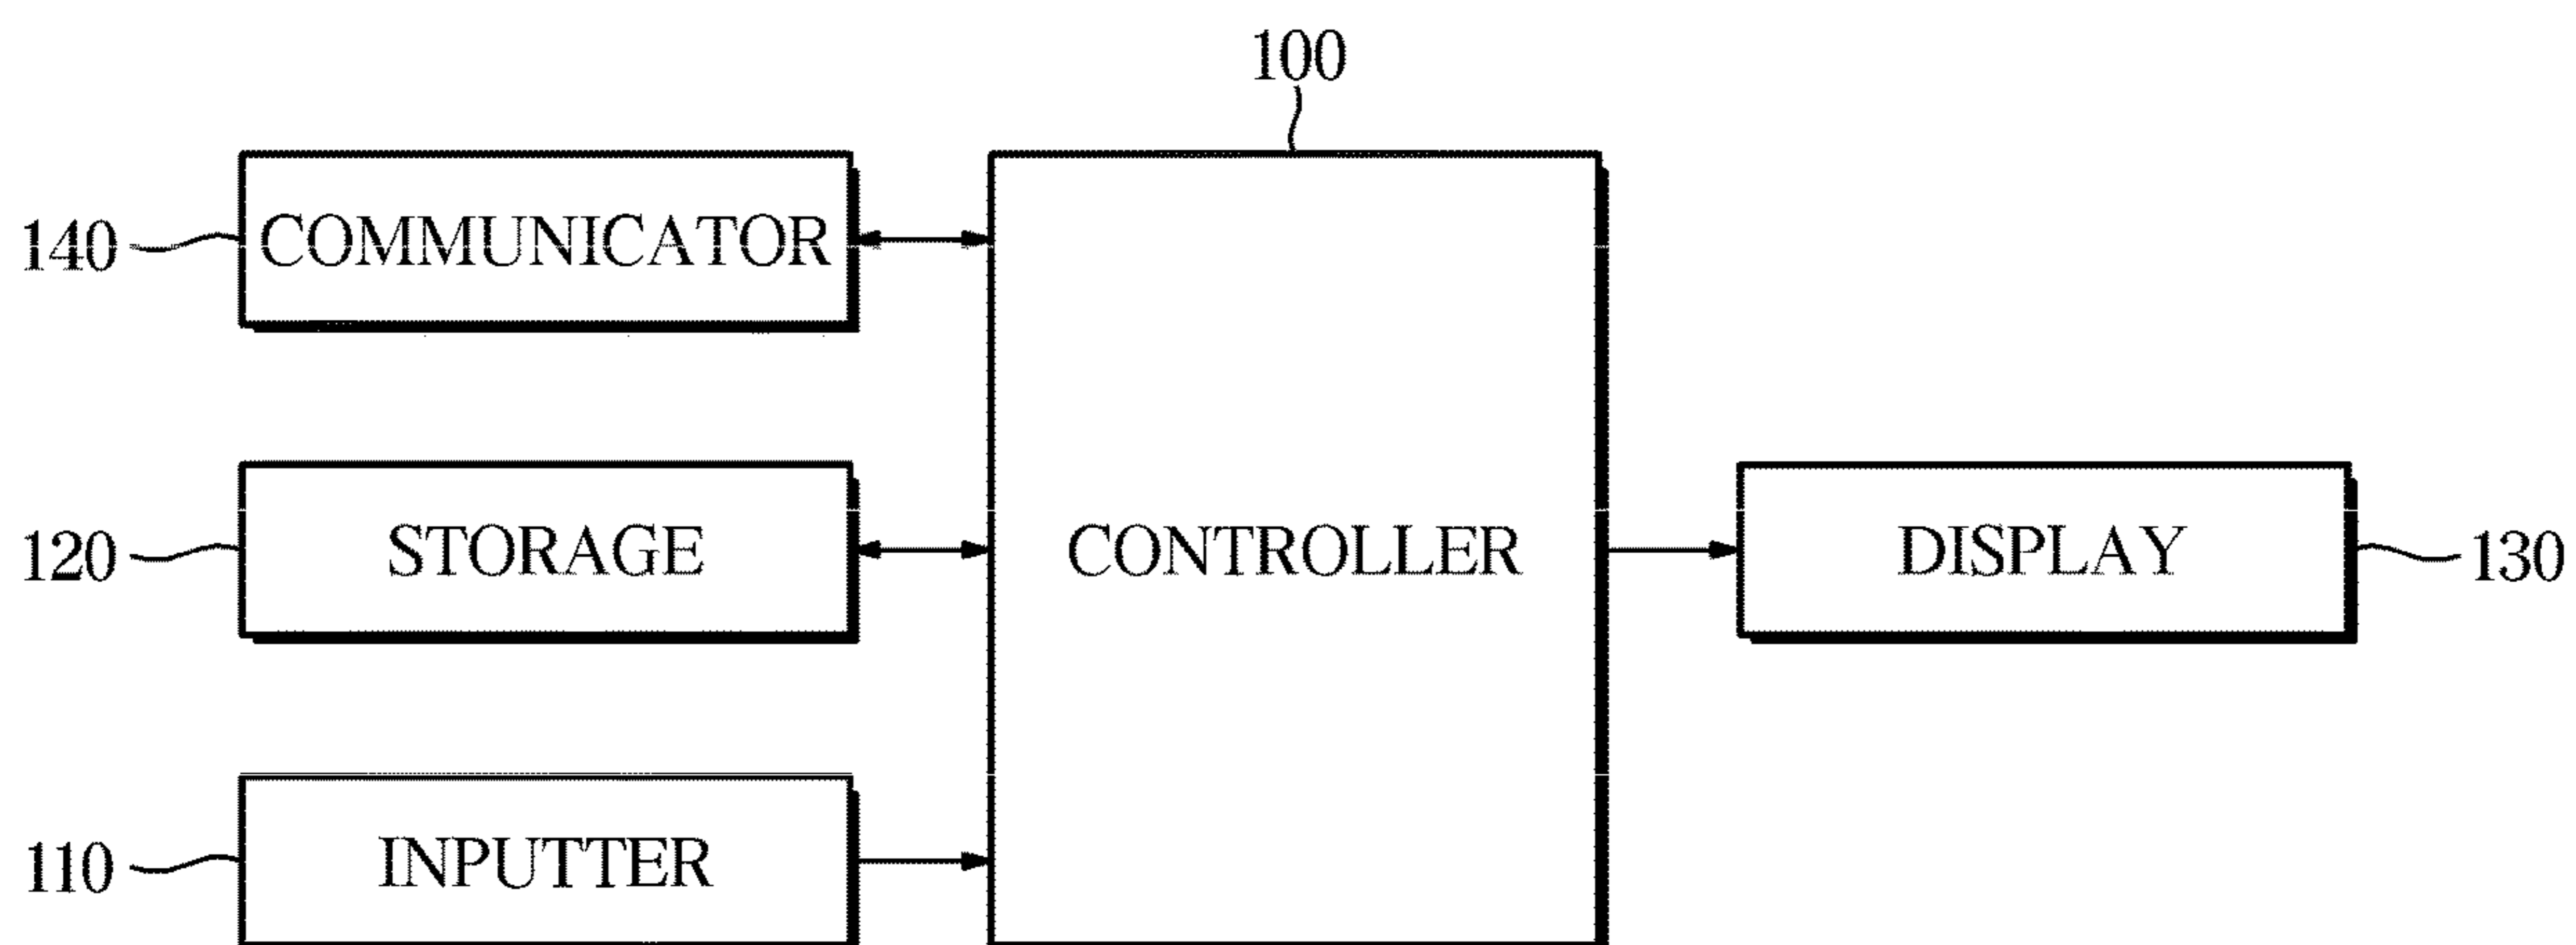 100
140 COMMUNICATOR
120 STORAGE CONTROLLER DISPLAY 130
110 INPUTTER